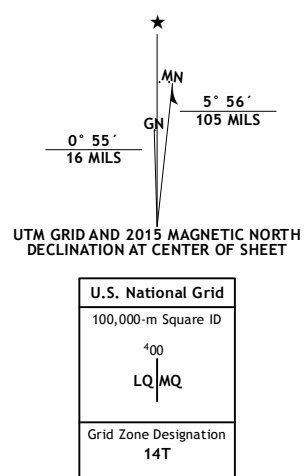 MN
GN
5° 56´
105 MILS
0° 55´
16 MILS
UTM GRID AND 2015 MAGNETIC NORTH
DECLINATION AT CENTER OF SHEET
U.S. National Grid
100,000-m Square ID
⁴00
LQ MQ
Grid Zone Designation
14T